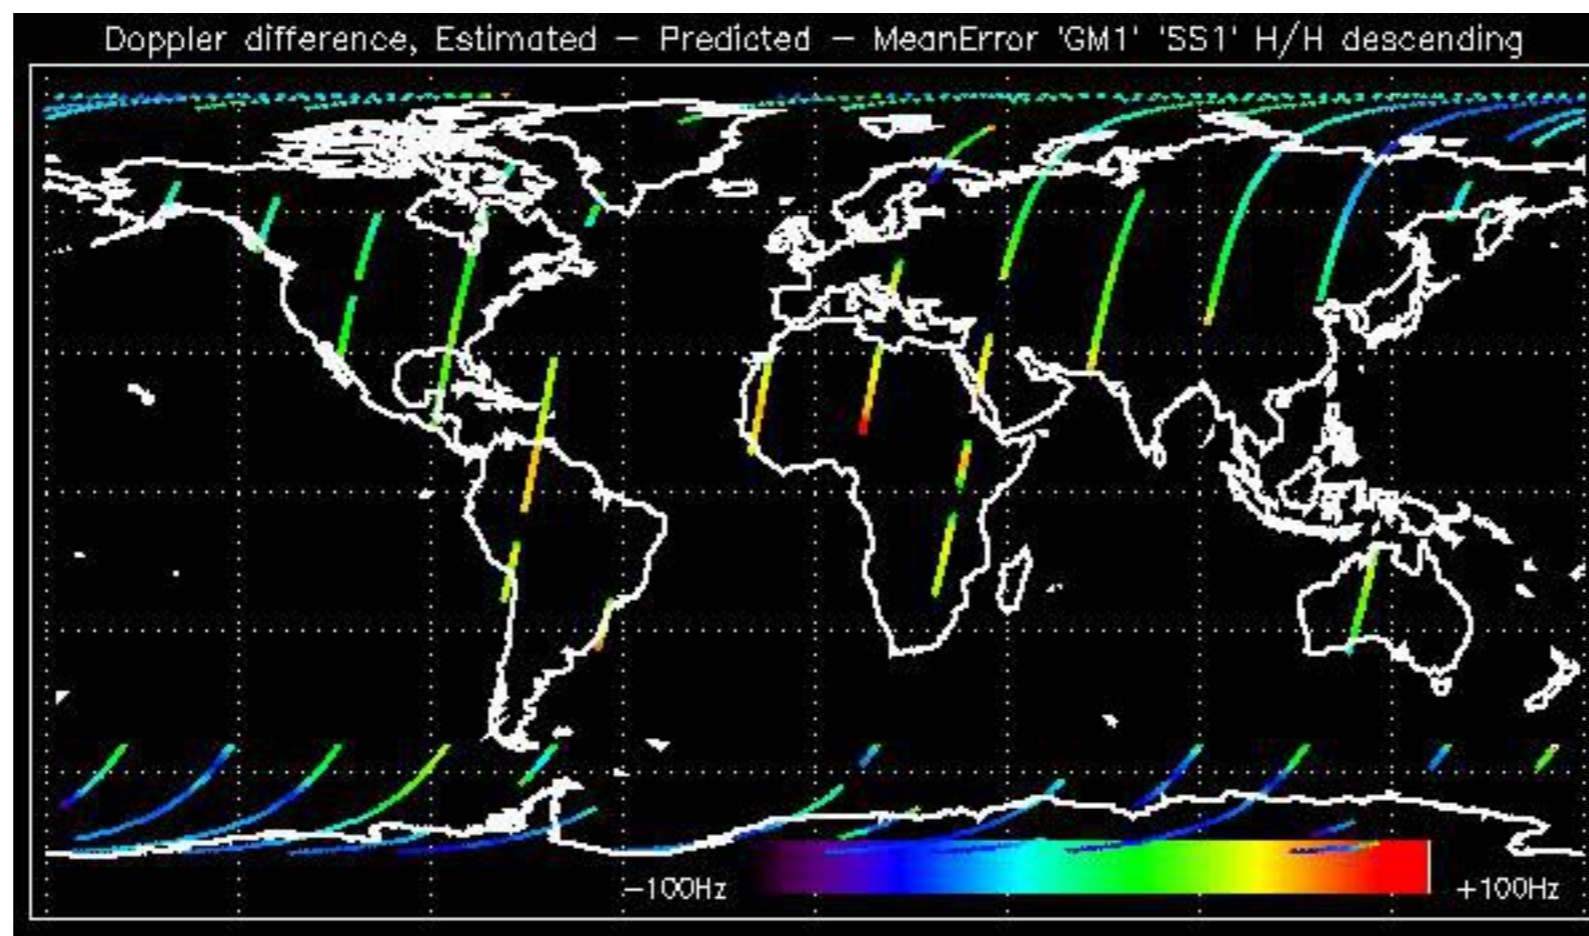 Doppler difference, Estimated – Predicted – MeanError 'GM1' 'SS1' H/H descending
–100Hz +100Hz